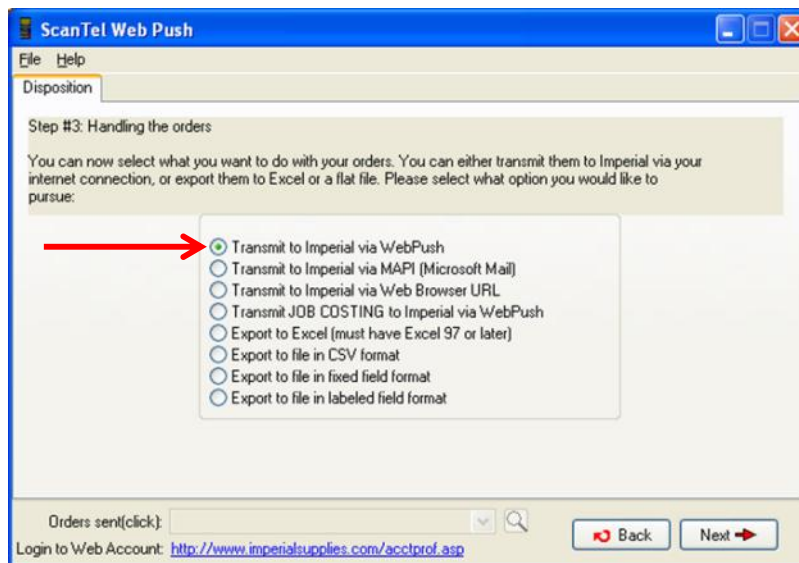 ScanTel Web Push
File Help
Disposition
Step #3: Handling the orders
You can now select what you want to do with your orders. You can either transmit them to Imperial via your
internet connection, or export them to Excel or a flat file. Please select what option you would like to
pursue:
Transmit to Imperial via WebPush
Transmit to Imperial via MAPI (Microsoft Mail)
Transmit to Imperial via Web Browser URL
Transmit JOB COSTING to Imperial via WebPush
Export to Excel (must have Excel 97 or later)
Export to file in CSV format
Export to file in fixed field format
Export to file in labeled field format
Orders sent(click):
Back Next
Login to Web Account: http://www.imperialsupplies.com/acctprof.asp